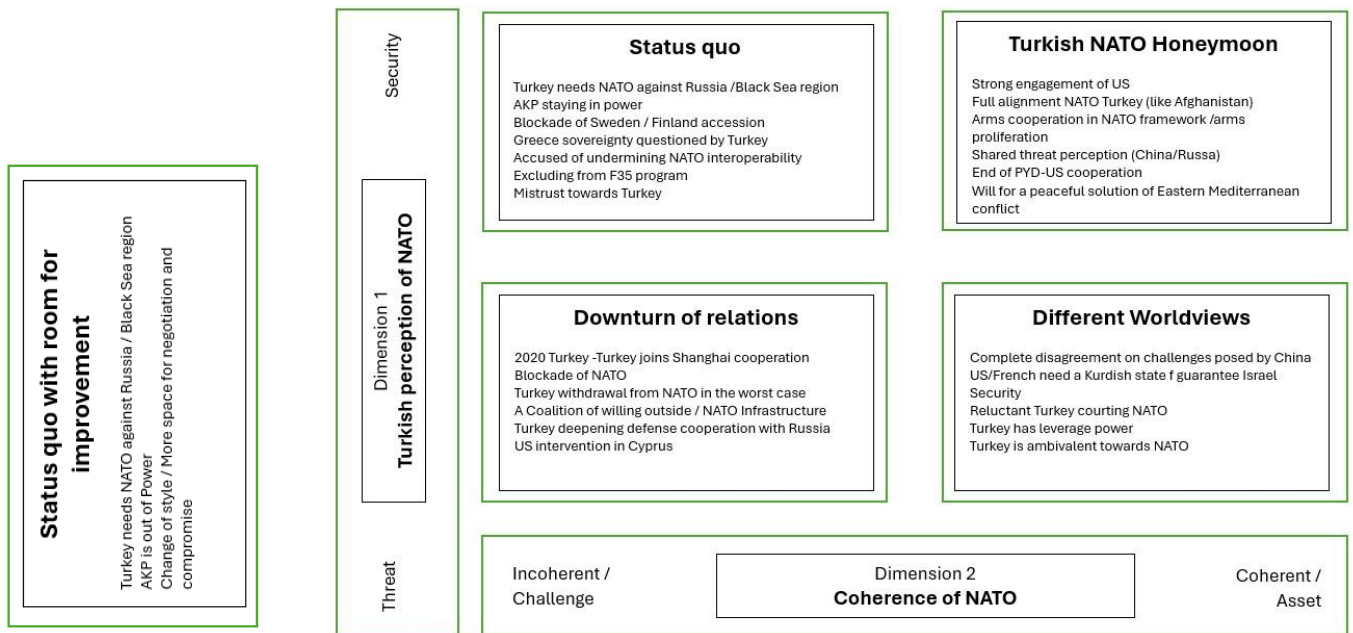 Status quo with room for
improvement
Turkey needs NATO against Russia / Black Sea region
AKP is out of Power
Change of style / More space for negotiation and
compromise
Security
Dimension 1
Turkish perception of NATO
Threat
Status quo
Turkey needs NATO against Russia /Black Sea region
AKP staying in power
Blockade of Sweden / Finland accession
Greece sovereignty questioned by Turkey
Accused of undermining NATO interoperability
Excluding from F35 program
Mistrust towards Turkey
Turkish NATO Honeymoon
Strong engagement of US
Full alignment NATO Turkey (like Afghanistan)
Arms cooperation in NATO framework /arms
proliferation
Shared threat perception (China/Russa)
End of PYD-US cooperation
Will for a peaceful solution of Eastern Mediterranean
conflict
Downturn of relations
2020 Turkey -Turkey joins Shanghai cooperation
Blockade of NATO
Turkey withdrawal from NATO in the worst case
A Coalition of willing outside / NATO Infrastructure
Turkey deepening defense cooperation with Russia
US intervention in Cyprus
Different Worldviews
Complete disagreement on challenges posed by China
US/French need a Kurdish state f guarantee Israel
Security
Reluctant Turkey courting NATO
Turkey has leverage power
Turkey is ambivalent towards NATO
Incoherent /
Challenge
Dimension 2
Coherence of NATO
Coherent /
Asset